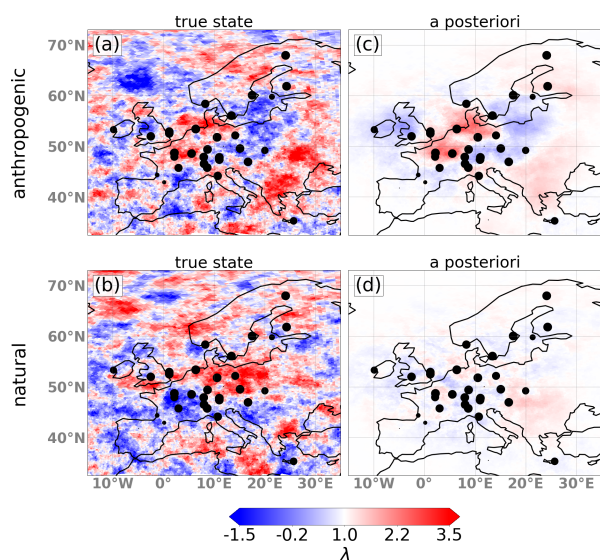 true state
a posteriori
anthropogenic
(a)
(c)
70°N
60°N
50°N
40°N
true state
a posteriori
natural
(b)
(d)
70°N
60°N
50°N
40°N
10°W 0° 10°E 20°E 30°E
10°W 0° 10°E 20°E 30°E
-1.5 -0.2 1.0 2.2 3.5
λ